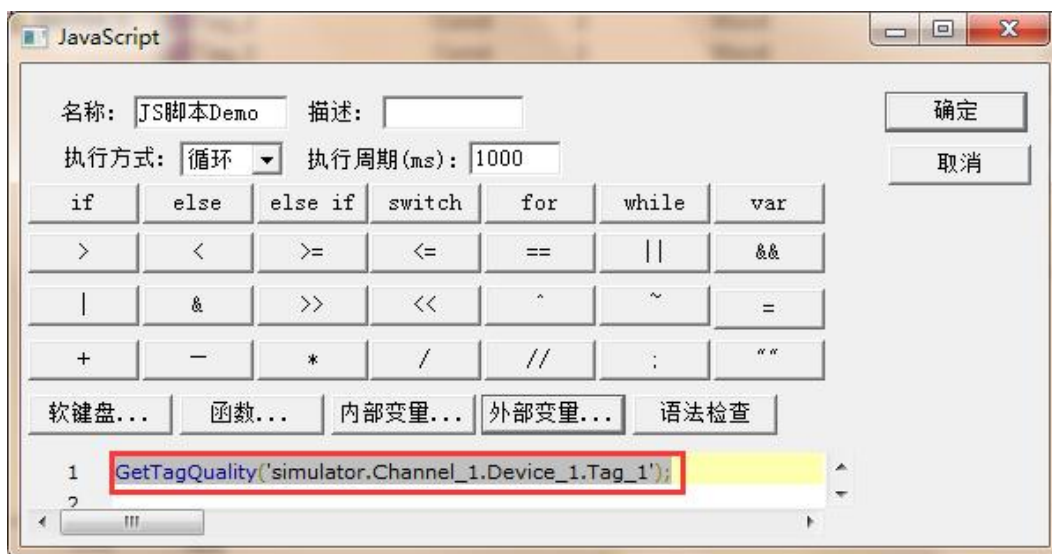 JavaScript
名称: JS脚本Demo 描述: 确定
执行方式: 循环 执行周期(ms): 1000 取消
if else else if switch for while var
> < >= <= == || &&
| & >> << ^ ~ =
+ - * / // ; ""
软键盘... 函数... 内部变量... 外部变量... 语法检查
1 GetTagQuality('simulator.Channel_1.Device_1.Tag_1');
2